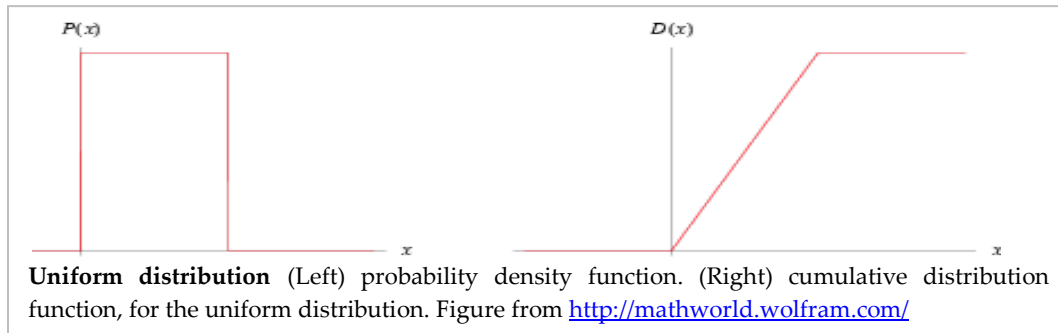 P(x)
D(x)
x
x
Uniform distribution (Left) probability density function. (Right) cumulative distribution
function, for the uniform distribution. Figure from http://mathworld.wolfram.com/